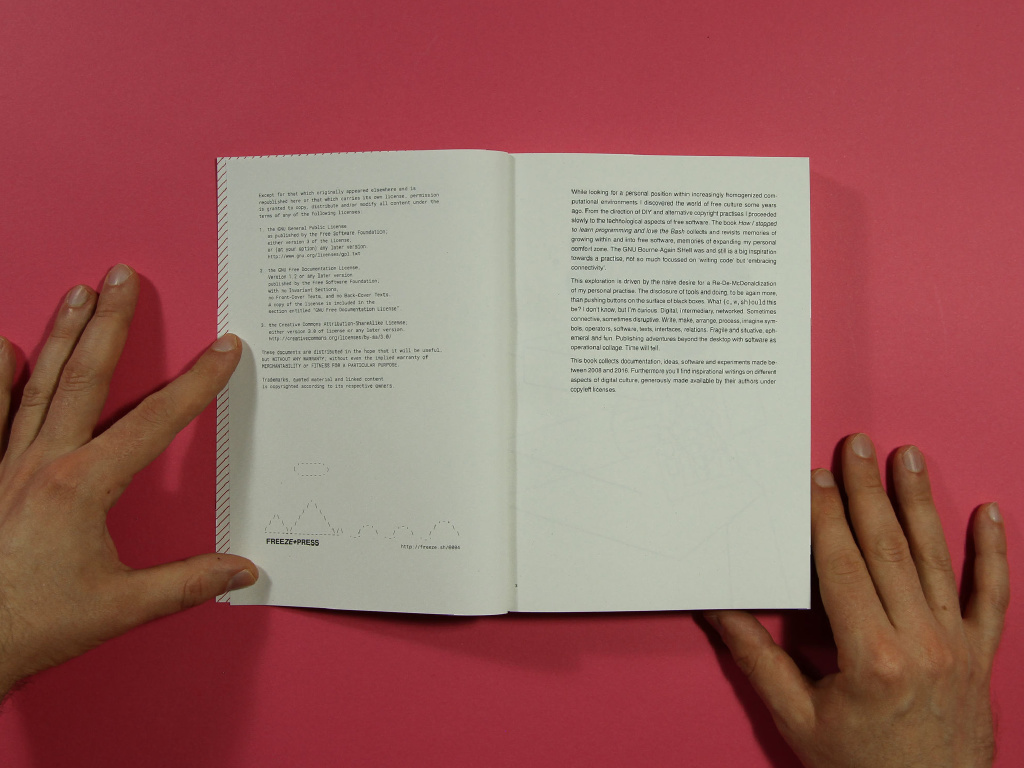 Except for that which originally appeared elsewhere and is
republished here or that which carries its own license, permission
is granted to copy, distribute and/or modify all content under the
terms of any of the following licenses:
1. the GNU General Public License
as published by the Free Software Foundation;
either version 3 of the License,
or (at your option) any later version.
http://www.gnu.org/licenses/gpl.txt
2. the GNU Free Documentation License,
Version 1.2 or any later version
published by the Free Software Foundation;
with no Invariant Sections,
no Front-Cover Texts, and no Back-Cover Texts.
A copy of the license is included in the
section entitled "GNU Free Documentation License".
3. the Creative Commons Attribution-ShareAlike License;
either version 3.0 of license or any later version.
http://creativecommons.org/licenses/by-sa/3.0/
These documents are distributed in the hope that it will be useful,
but WITHOUT ANY WARRANTY; without even the implied warranty of
MERCHANTABILITY or FITNESS FOR A PARTICULAR PURPOSE.
Trademarks, quoted material and linked content
is copyrighted according to its respective owners
FREEZE+PRESS
http://freeze.sh/0004
While looking for a personal position within increasingly homogenized com-
putational environments I discovered the world of free culture some years
ago. From the direction of DIY and alternative copyright practises I proceeded
slowly to the technological aspects of free software. The book How I stopped
to learn programming and love the Bash collects and revisits memories of
growing within and into free software, memories of expanding my personal
comfort zone. The GNU Bourne Again SHell was and still is a big inspiration
towards a practise, not so much focussed on 'writing code' but 'embracing
connectivity'.
This exploration is driven by the naive desire for a Re-De-McDonaldization
of my personal practise. The disclosure of tools and doing, to be again more,
than pushing buttons on the surface of black boxes. What {c,w,sh}ould this
be? I don't know, but I'm curious. Digital, intermediary, networked. Sometimes
connective, sometimes disruptive. Write, make, arrange, process, imagine sym-
bols, operators, software, texts, interfaces, relations. Fragile and situative, eph-
emeral and fun. Publishing adventures beyond the desktop with software as
operational collage. Time will tell.
This book collects documentation, ideas, software and experiments made be-
tween 2008 and 2016. Furthermore you'll find inspirational writings on different
aspects of digital culture, generously made available by their authors under
copyleft licenses.